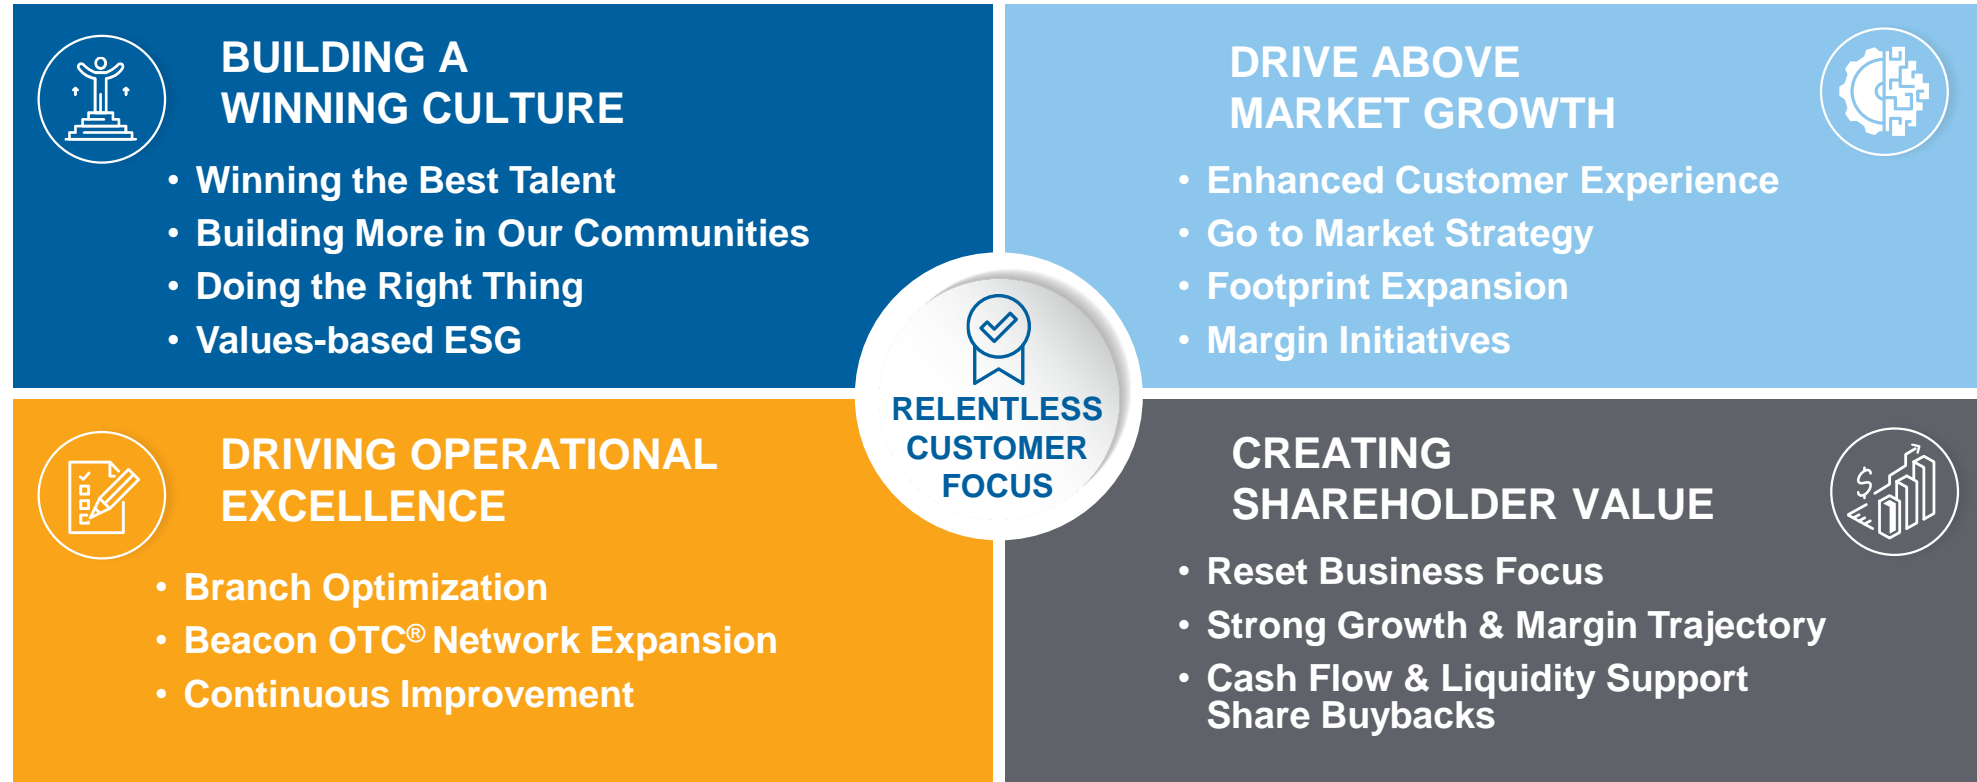 BUILDING A
WINNING CULTURE
• Winning the Best Talent
• Building More in Our Communities
• Doing the Right Thing
• Values-based ESG
DRIVE ABOVE
MARKET GROWTH
• Enhanced Customer Experience
• Go to Market Strategy
• Footprint Expansion
• Margin Initiatives
RELENTLESS
CUSTOMER
FOCUS
DRIVING OPERATIONAL
EXCELLENCE
• Branch Optimization
• Beacon OTC® Network Expansion
• Continuous Improvement
CREATING
SHAREHOLDER VALUE
$
• Reset Business Focus
• Strong Growth & Margin Trajectory
• Cash Flow & Liquidity Support
Share Buybacks